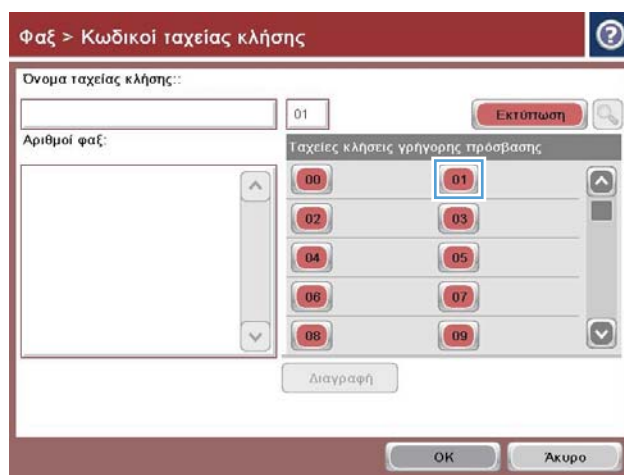 Φαξ > Κωδικοί ταχείας κλήσης
Όνομα ταχείας κλήσης::
01
Εκτύπωση
Αριθμοί φαξ:
Ταχείες κλήσεις γρήγορης πρόσβασης
00 01
02 03
04 05
06 07
08 09
Διαγραφή
OK Άκυρο